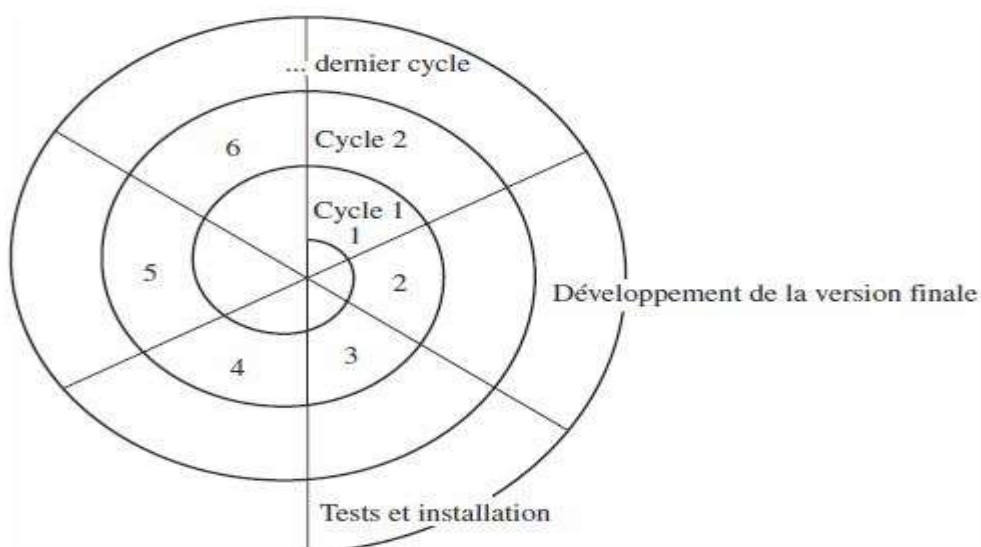 ... dernier cycle
6
Cycle 2
Cycle 1
1
5
2
Développement de la version finale
4
3
Tests et installation